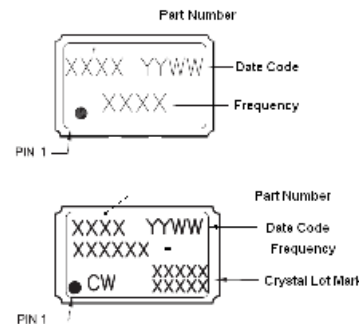 Part Number
XXXX YYWW Date Code
XXXX Frequency
PIN 1
Part Number
XXXX YYWW Date Code
XXXXXX - Frequency
XXXXX
CW XXXXX Crystal Lot Mark
PIN 1